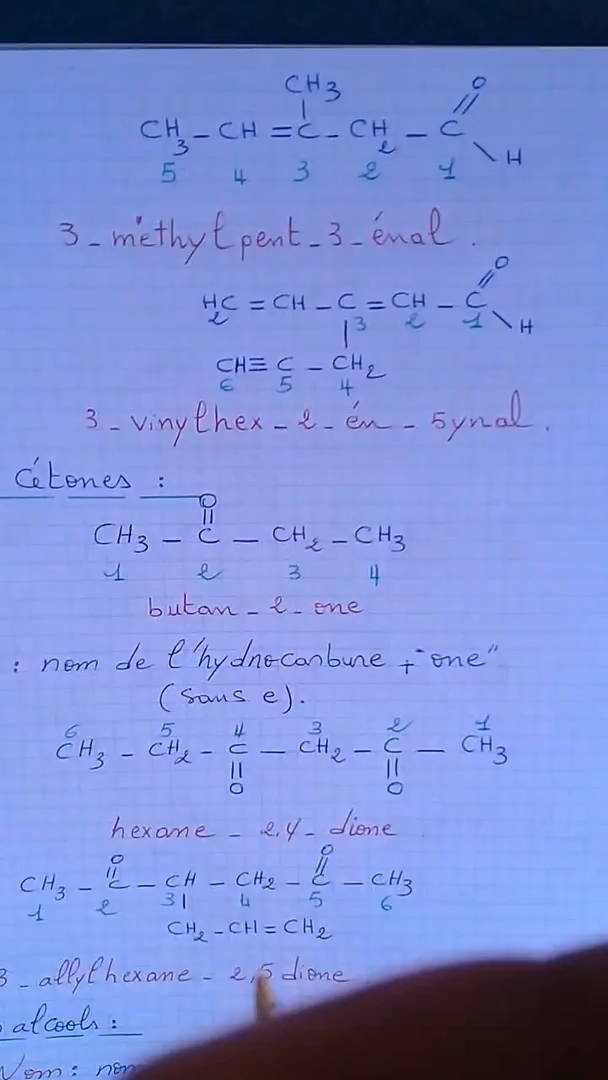 CH3
O
CH3 - CH = C - CH2 - C
H
5 4 3 2 1
3 - méthylpent - 3 - énal .
O
H2C = CH - C = CH - C
3 2 1 H
CH ≡ C - CH2
6 5 4
3 - vinylhex - 2 - én - 5ynal .
Cétones :
O
CH3 - C - CH2 - CH3
1 2 3 4
butan - 2 - one
: nom de l'hydrocarbure + "one"
(sans e).
6 5 4 3 2 1
CH3 - CH2 - C - CH2 - C - CH3
O O
hexane - 2,4 - dione
O O
CH3 - C - CH - CH2 - C - CH3
1 2 3 4 5 6
CH2 - CH = CH2
3 - allylhexane - 2,5 dione
alcools :
Nom : nom